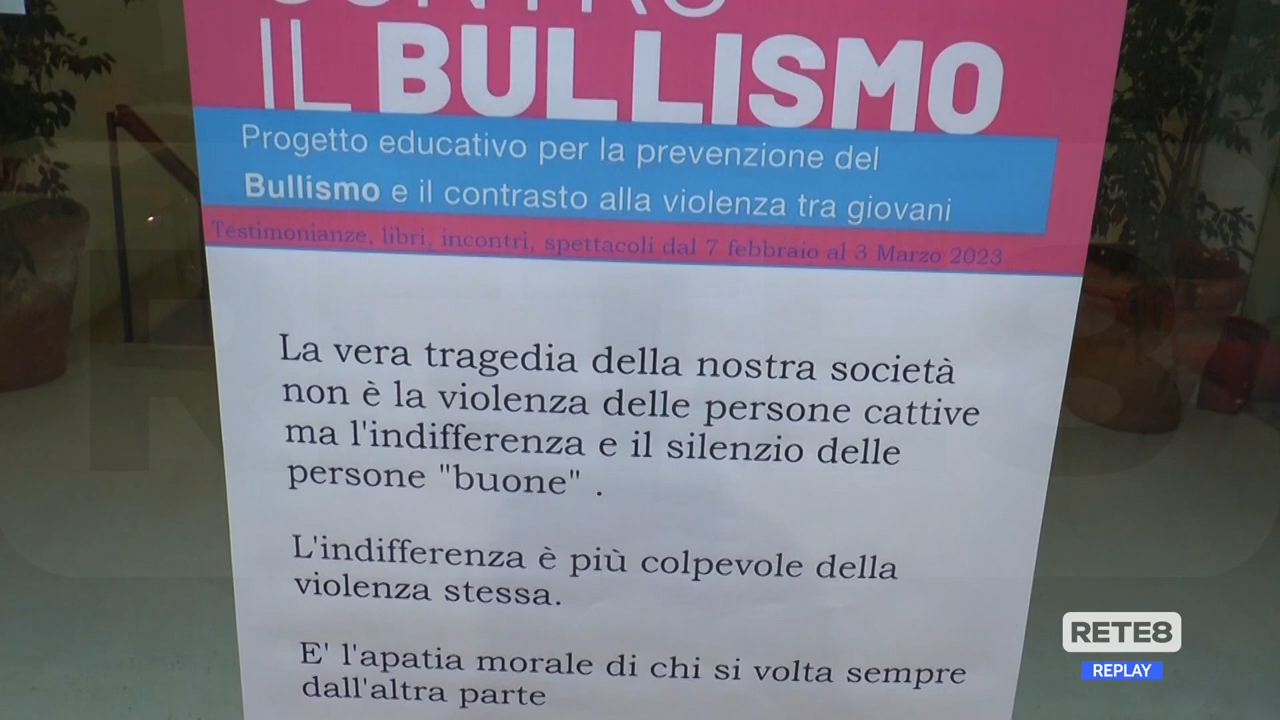 CONTRO
IL BULLISMO
Progetto educativo per la prevenzione del
Bullismo e il contrasto alla violenza tra giovani
Testimonianze, libri, incontri, spettacoli dal 7 febbraio al 3 Marzo 2023
La vera tragedia della nostra società
non è la violenza delle persone cattive
ma l'indifferenza e il silenzio delle
persone "buone" .
L'indifferenza è più colpevole della
violenza stessa.
E' l'apatia morale di chi si volta sempre
dall'altra parte
RETE8
REPLAY